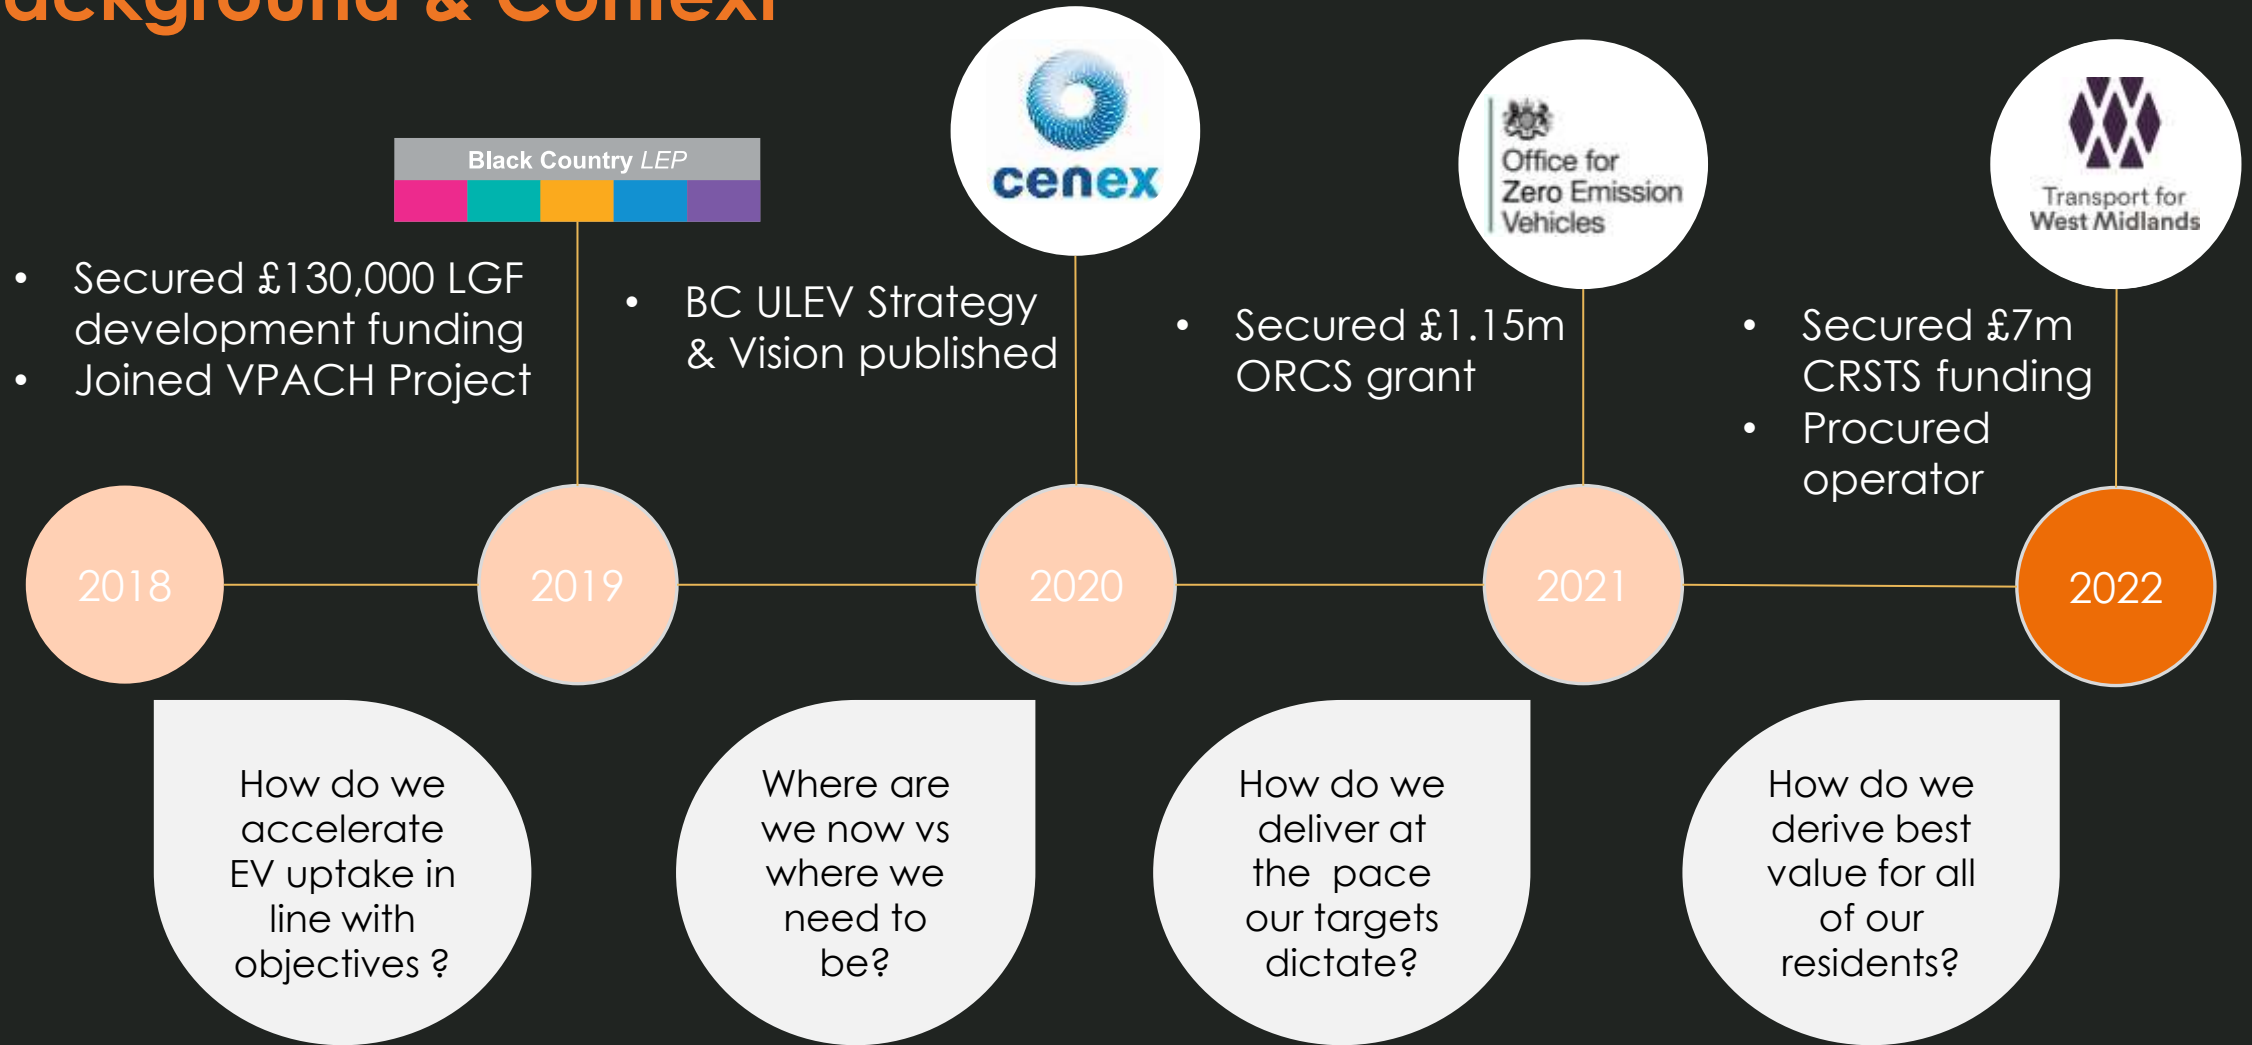 ackground & Context
Black Country LEP
cenex
Office for
Zero Emission
Vehicles
Transport for
West Midlands
• Secured £130,000 LGF
development funding
• Joined VPACH Project
• BC ULEV Strategy
& Vision published
• Secured £1.15m
ORCS grant
• Secured £7m
CRSTS funding
• Procured
operator
2018
2019
2020
2021
2022
How do we
accelerate
EV uptake in
line with
objectives ?
Where are
we now vs
where we
need to
be?
How do we
deliver at
the pace
our targets
dictate?
How do we
derive best
value for all
of our
residents?